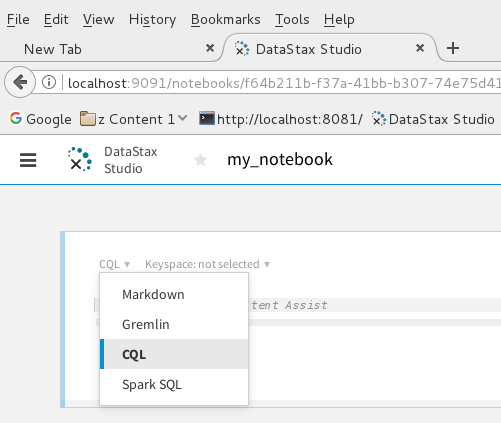 File Edit View History Bookmarks Tools Help
New Tab × DataStax Studio × +
localhost:9091/notebooks/f64b211b-f37a-41bb-b307-74e75d41
Google z Content 1 http://localhost:8081/ DataStax Studio
DataStax
Studio
my_notebook
CQL ▾ Keyspace: not selected ▾
tent Assist
Markdown
Gremlin
CQL
Spark SQL